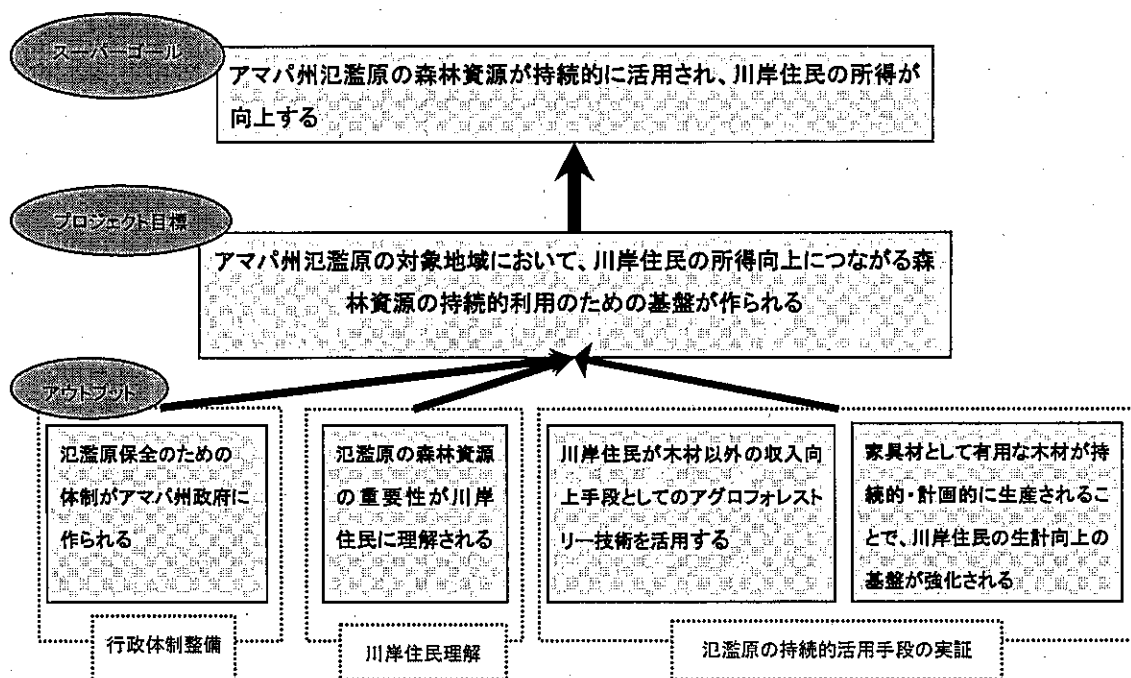 スーパーゴール
アマパ州氾濫原の森林資源が持続的に活用され、川岸住民の所得が
向上する
プロジェクト目標
アマパ州氾濫原の対象地域において、川岸住民の所得向上につながる森
林資源の持続的利用のための基盤が作られる
アウトプット
氾濫原保全のための
体制がアマパ州政府に
作られる
氾濫原の森林資源
の重要性が川岸
住民に理解される
川岸住民が木材以外の収入向
上手段としてのアグロフォレスト
リー技術を活用する
家具材として有用な木材が持
続的・計画的に生産されるこ
とで、川岸住民の生計向上の
基盤が強化される
行政体制整備
川岸住民理解
氾濫原の持続的活用手段の実証